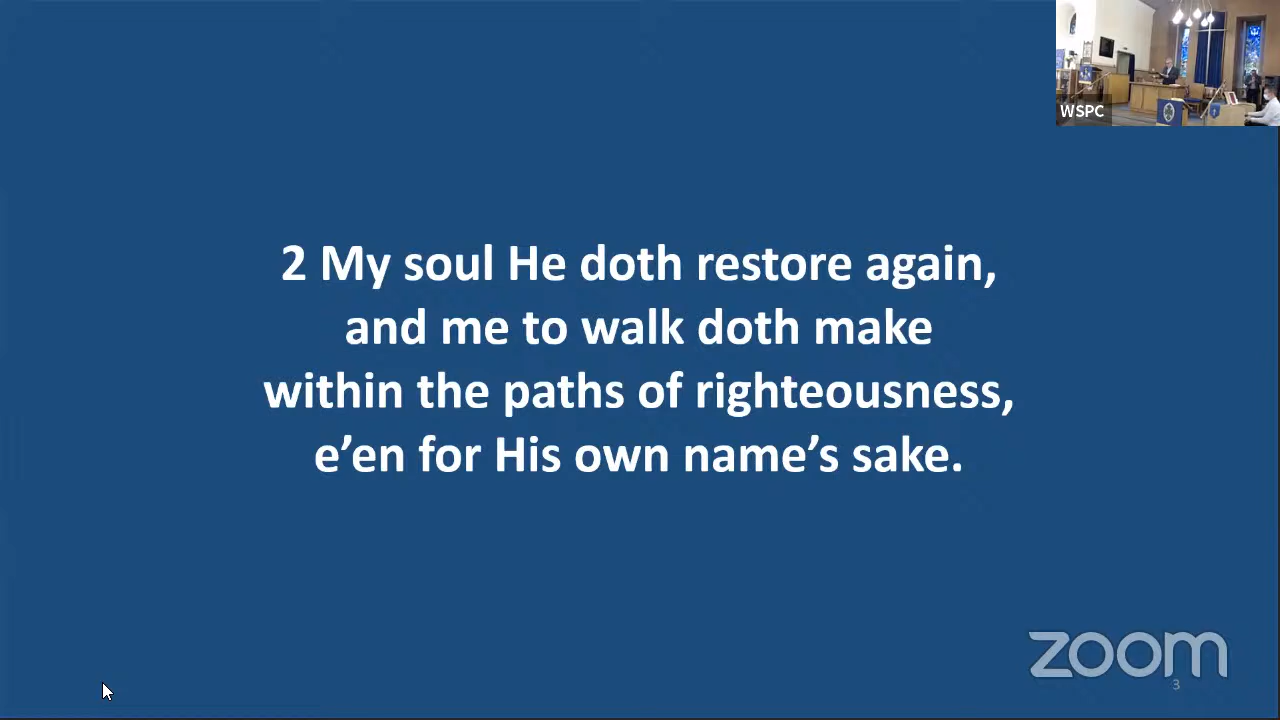 WSPC
2 My soul He doth restore again,
and me to walk doth make
within the paths of righteousness,
e’en for His own name’s sake.
zoom
3